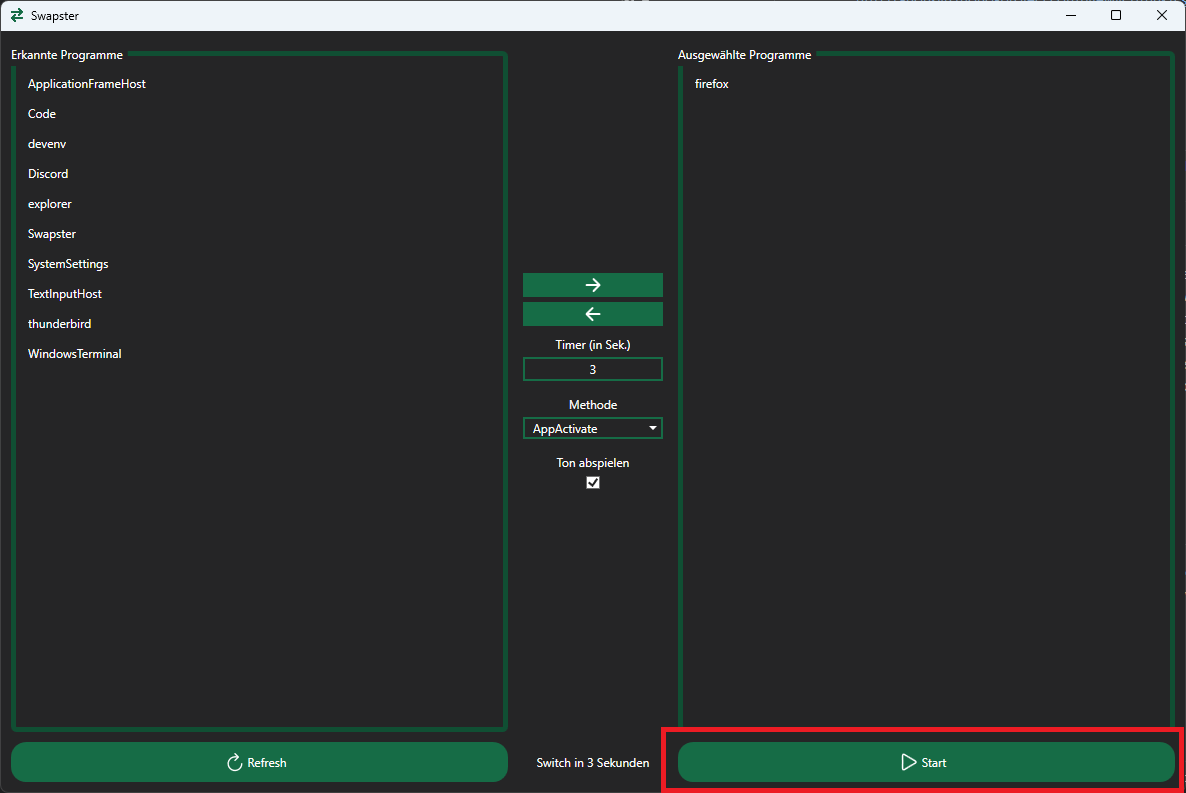 Swapster
Erkannte Programme
ApplicationFrameHost
Code
devenv
Discord
explorer
Swapster
SystemSettings
TextInputHost
thunderbird
WindowsTerminal
Refresh
Timer (in Sek.)
3
Methode
AppActivate
Ton abspielen
Switch in 3 Sekunden
Ausgewählte Programme
firefox
Start